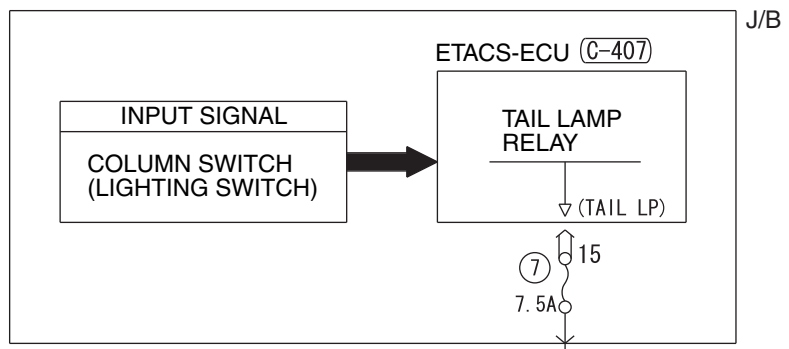 J/B
ETACS-ECU C-407
INPUT SIGNAL
COLUMN SWITCH
(LIGHTING SWITCH)
TAIL LAMP
RELAY
(TAIL LP)
15
7
7.5A